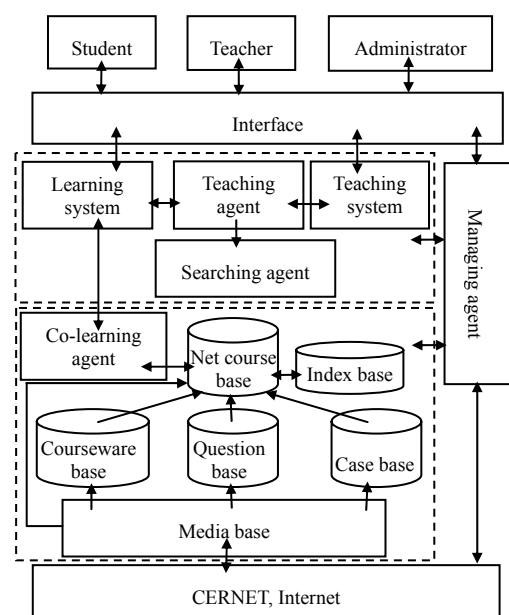 Student
Teacher
Administrator
Interface
Learning
system
Teaching
agent
Teaching
system
Searching agent
Managing agent
Co-learning
agent
Net course
base
Index base
Courseware
base
Question
base
Case base
Media base
CERNET, Internet